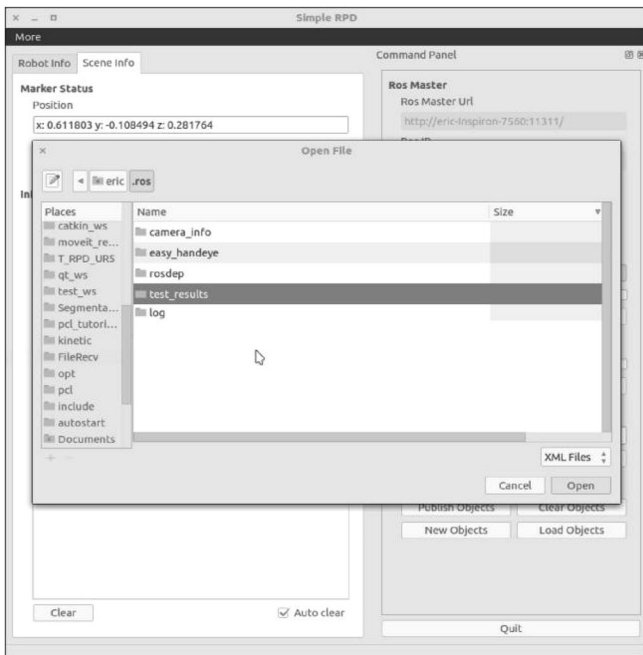 Simple RPD
More
Robot Info
Scene Info
Command Panel
Marker Status
Position
x: 0.611803 y: -0.108494 z: 0.281764
Ros Master
Ros Master Url
http://eric-Inspiron-7560:11311/
Open File
eric
.ros
Places
catkin_ws
moveit_re...
T_RPD_URS
qt_ws
test_ws
Segmenta...
pcl_tutori...
kinetic
FileRecv
opt
pcl
include
autostart
Documents
Name
Size
camera_info
easy_handeye
rosdep
test_results
log
XML Files
Cancel
Open
Publish Objects
Clear Objects
New Objects
Load Objects
Clear
Auto clear
Quit